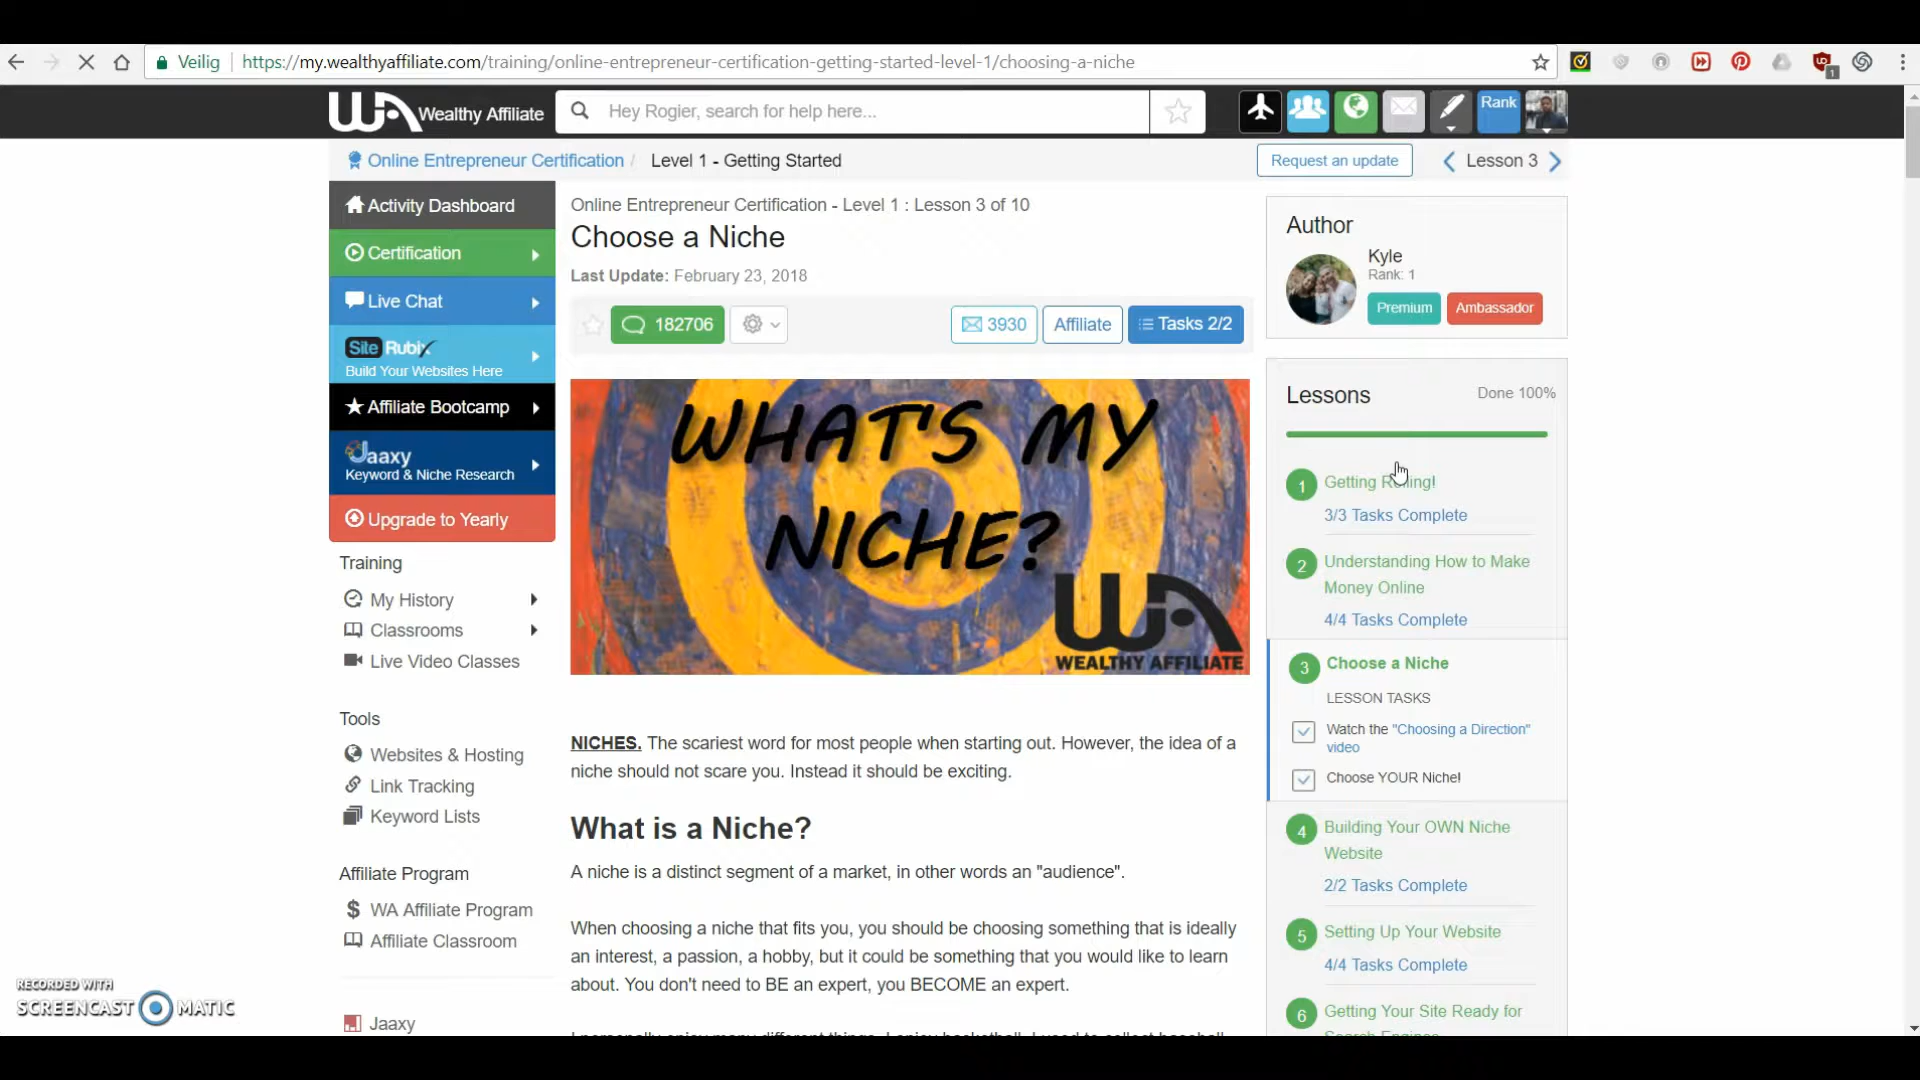 Veilig https://my.wealthyaffiliate.com/training/online-entrepreneur-certification-getting-started-level-1/choosing-a-niche
1
WA Wealthy Affiliate
Hey Rogier, search for help here...
Rank
Online Entrepreneur Certification / Level 1 - Getting Started
Request an update
Lesson 3
Activity Dashboard
Certification
Live Chat
Site Rubix
Build Your Websites Here
Affiliate Bootcamp
Jaaxy
Keyword & Niche Research
Upgrade to Yearly
Training
My History
Classrooms
Live Video Classes
Tools
Websites & Hosting
Link Tracking
Keyword Lists
Affiliate Program
WA Affiliate Program
Affiliate Classroom
Jaaxy
Online Entrepreneur Certification - Level 1 : Lesson 3 of 10
Choose a Niche
Last Update: February 23, 2018
182706
3930
Affiliate
Tasks 2/2
WHAT'S MY
NICHE?
WA
WEALTHY AFFILIATE
NICHES. The scariest word for most people when starting out. However, the idea of a
niche should not scare you. Instead it should be exciting.
What is a Niche?
A niche is a distinct segment of a market, in other words an "audience".
When choosing a niche that fits you, you should be choosing something that is ideally
an interest, a passion, a hobby, but it could be something that you would like to learn
about. You don't need to BE an expert, you BECOME an expert.
Author
Kyle
Rank: 1
Premium
Ambassador
Lessons
Done 100%
1 Getting Rolling!
3/3 Tasks Complete
2 Understanding How to Make
Money Online
4/4 Tasks Complete
3 Choose a Niche
LESSON TASKS
Watch the "Choosing a Direction"
video
Choose YOUR Niche!
4 Building Your OWN Niche
Website
2/2 Tasks Complete
5 Setting Up Your Website
4/4 Tasks Complete
6 Getting Your Site Ready for
Search Engines
RECORDED WITH
SCREENCAST MATIC